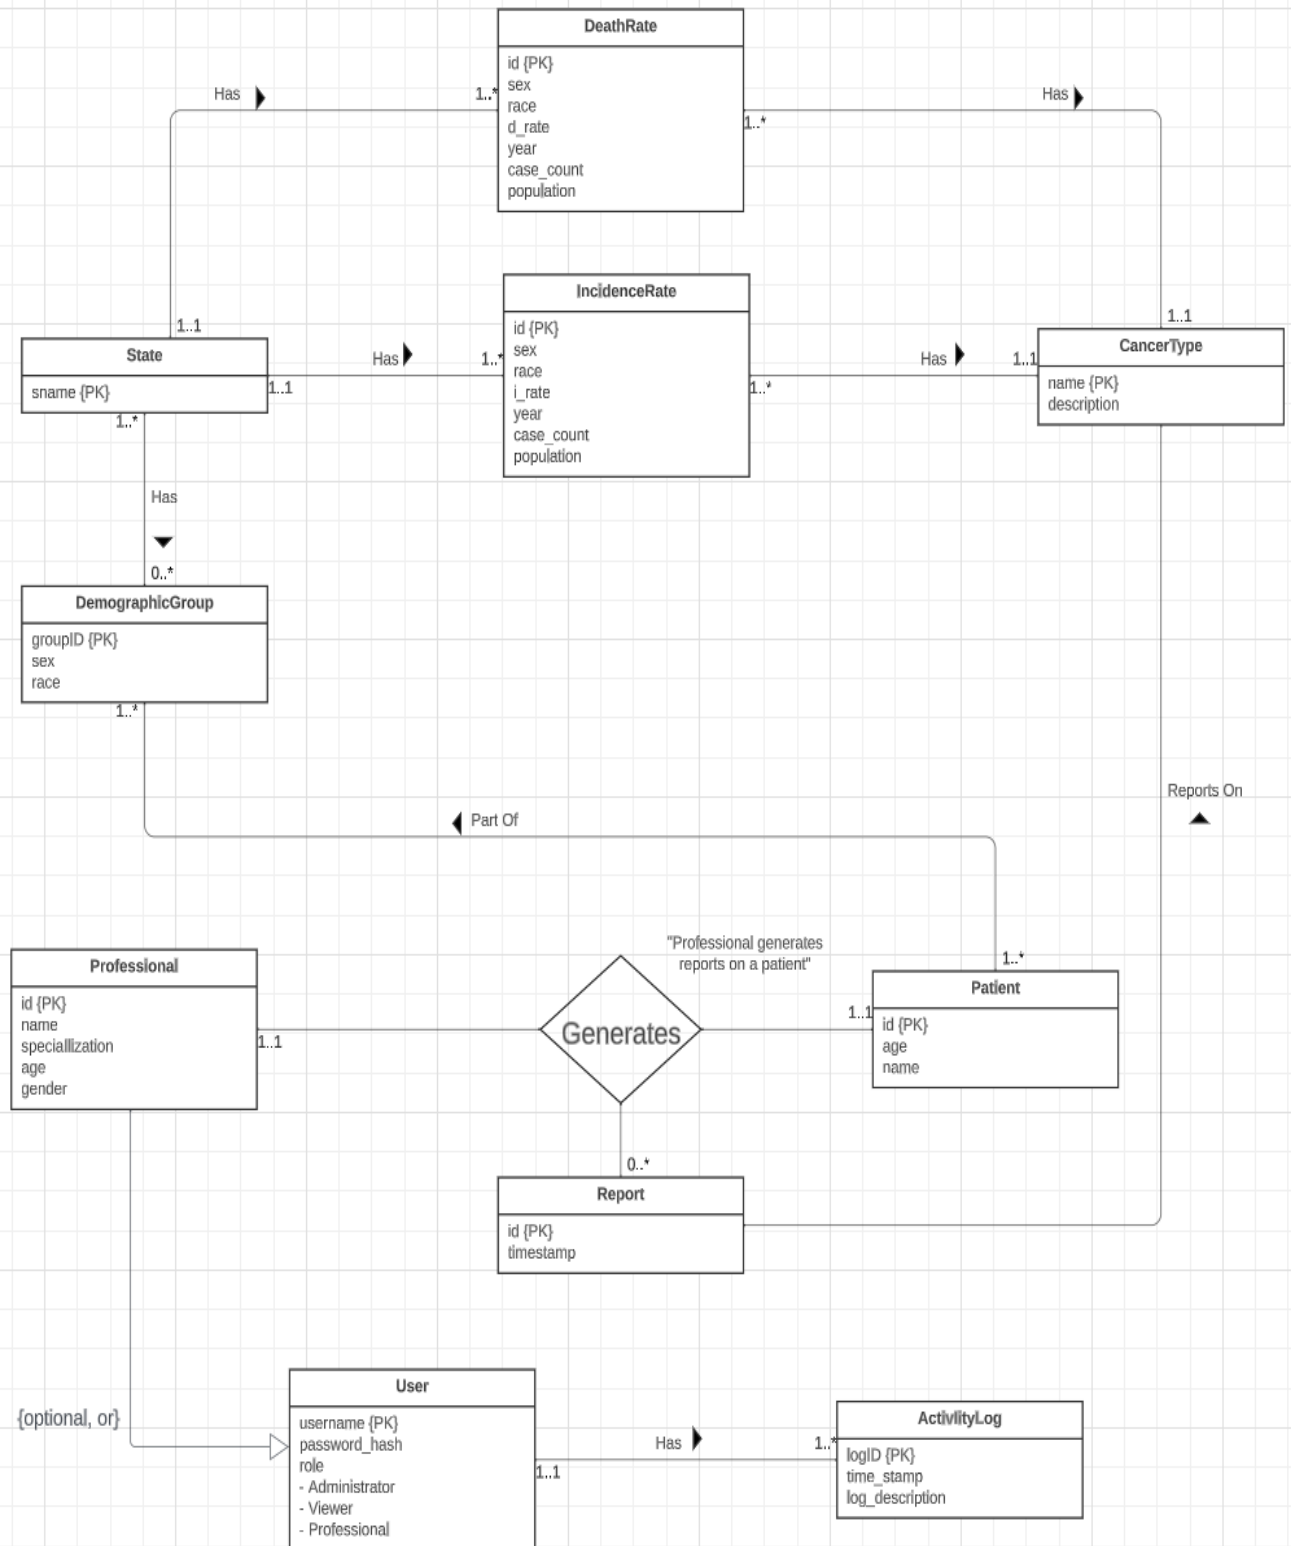 DeathRate
id {PK}
sex
race
d_rate
year
case_count
population
Has
1..*
Has
1..*
IncidenceRate
id {PK}
sex
race
i_rate
year
case_count
population
1..1
State
sname {PK}
1..1
Has
1..*
1..*
Has
1..1
1..1
CancerType
name {PK}
description
1..*
Has
0..*
DemographicGroup
groupID {PK}
sex
race
1..*
Part Of
Reports On
"Professional generates
reports on a patient"
1..*
Professional
id {PK}
name
speciallization
age
gender
1..1
Generates
1..1
Patient
id {PK}
age
name
0..*
Report
id {PK}
timestamp
{optional, or}
User
username {PK}
password_hash
role
- Administrator
- Viewer
- Professional
1..1
Has
1..*
ActivIityLog
logID {PK}
time_stamp
log_description